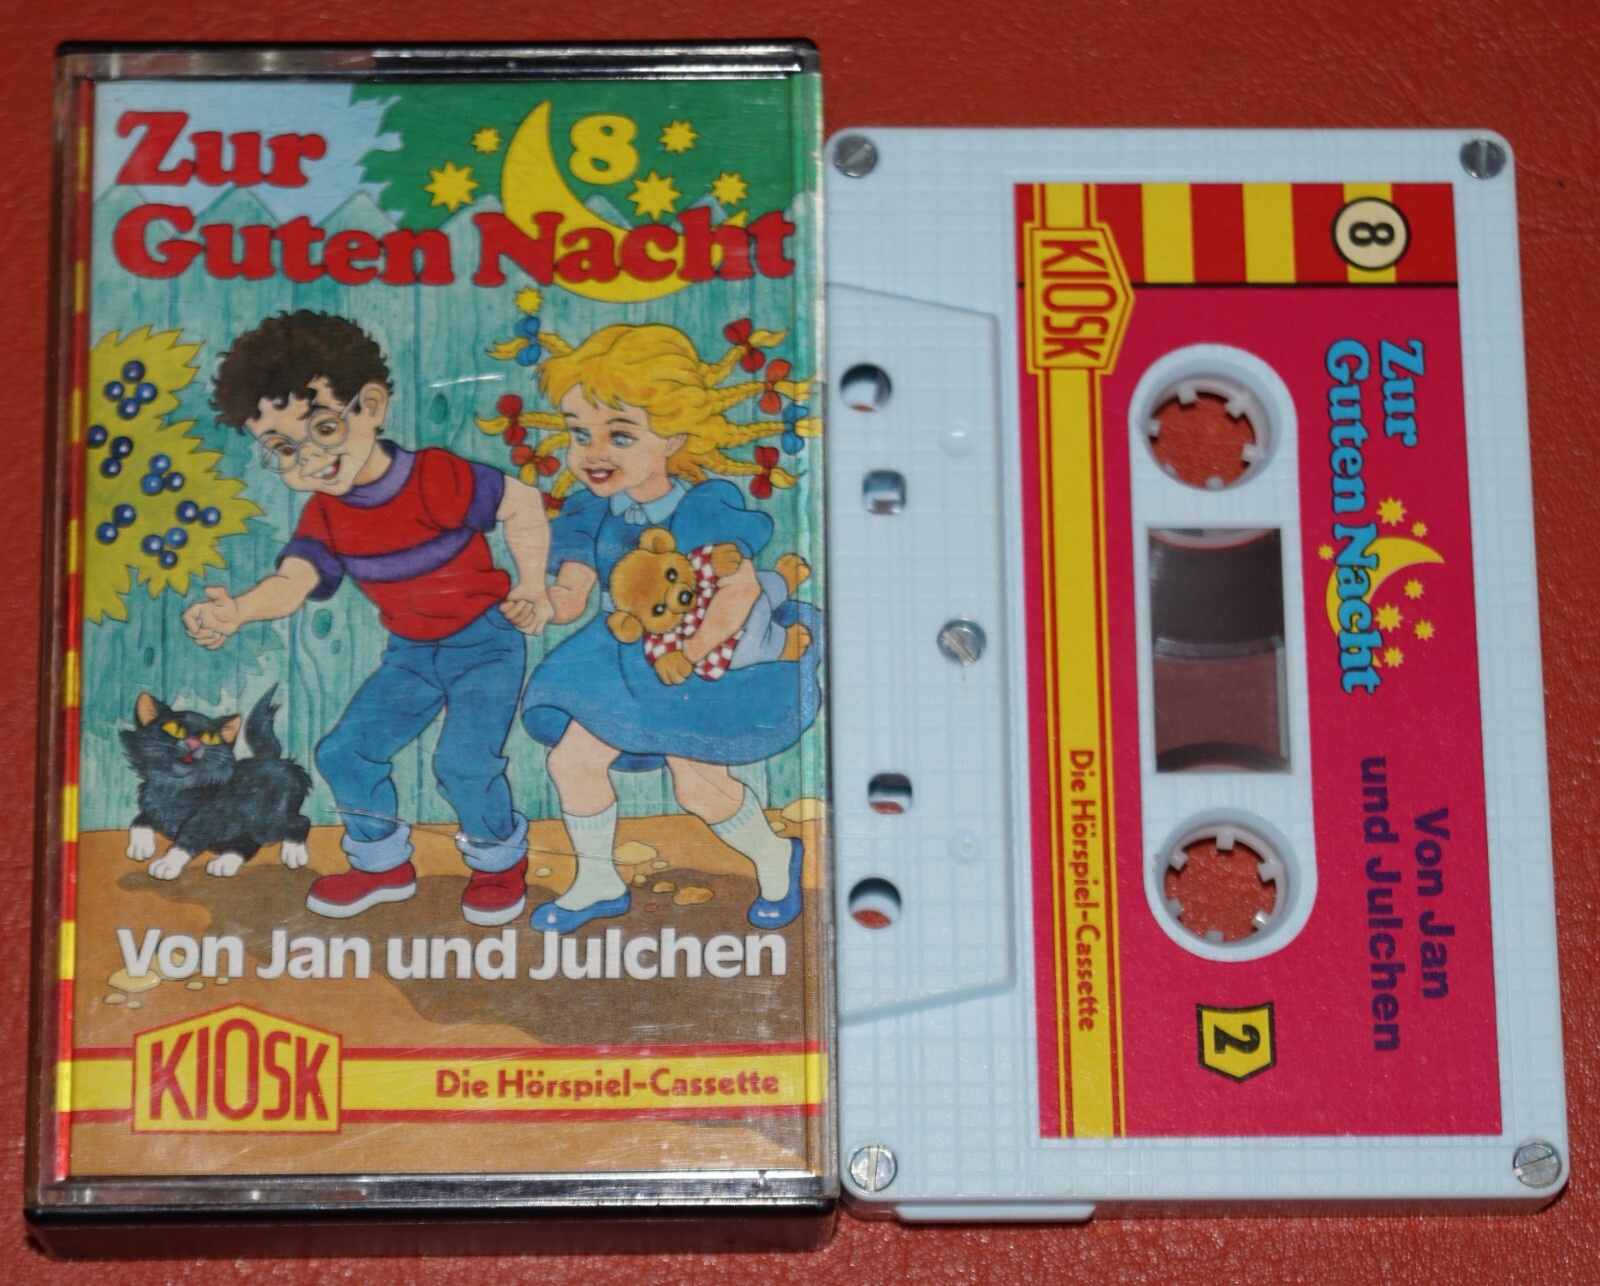 Zur
8
Guten Nacht
Von Jan und Julchen
KIOSK
Die Hörspiel-Cassette
8
KIOSK
Zur
Guten Nacht
Von Jan
und Julchen
2
Die Hörspiel-Cassette